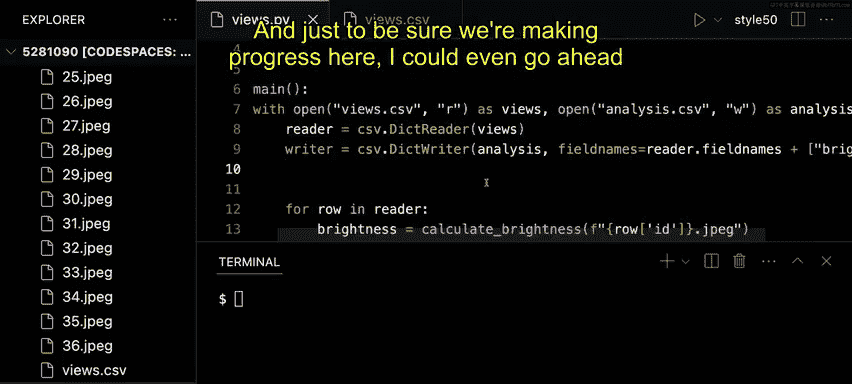 EXPLORER
5281090 [CODESPACES: ...
25.jpeg
26.jpeg
27.jpeg
28.jpeg
29.jpeg
30.jpeg
31.jpeg
32.jpeg
33.jpeg
34.jpeg
35.jpeg
36.jpeg
views.csv
views.py
views.csv
style50
And just to be sure we're making
progress here, I could even go ahead
4
5
6 main():
7 with open("views.csv", "r") as views, open("analysis.csv", "w") as analysis
8 reader = csv.DictReader(views)
9 writer = csv.DictWriter(analysis, fieldnames=reader.fieldnames + ["brig
10
11
12 for row in reader:
13 brightness = calculate_brightness(f"{row['id']}.jpeg")
TERMINAL
$